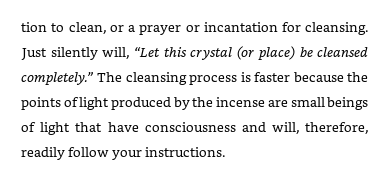 tion to clean, or a prayer or incantation for cleansing.
Just silently will, “Let this crystal (or place) be cleansed
completely.” The cleansing process is faster because the
points of light produced by the incense are small beings
of light that have consciousness and will, therefore,
readily follow your instructions.